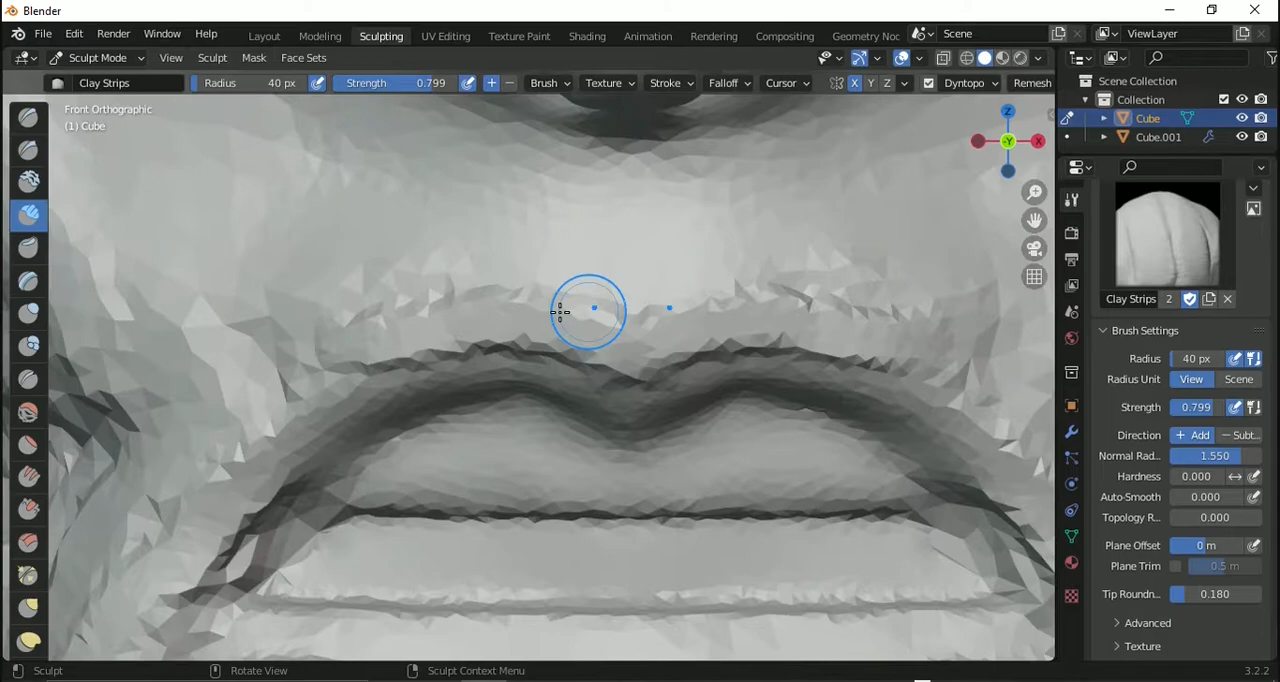 Blender
File Edit Render Window Help Layout Modeling Sculpting UV Editing Texture Paint Shading Animation Rendering Compositing Geometry Noc Scene ViewLayer
Sculpt Mode View Sculpt Mask Face Sets
Clay Strips Radius 40 px Strength 0.799 + − Brush Texture Stroke Falloff Cursor X Y Z Dyntopo Remesh
Front Orthographic
(1) Cube
Z
-Y X
Scene Collection
Collection
Cube
Cube.001
Clay Strips 2
Brush Settings
Radius 40 px
Radius Unit View Scene
Strength 0.799
Direction + Add − Subt...
Normal Rad... 1.550
Hardness 0.000
Auto-Smooth 0.000
Topology R... 0.000
Plane Offset 0 m
Plane Trim 0.5 m
Tip Roundn... 0.180
Advanced
Texture
Sculpt Rotate View Sculpt Context Menu 3.2.2